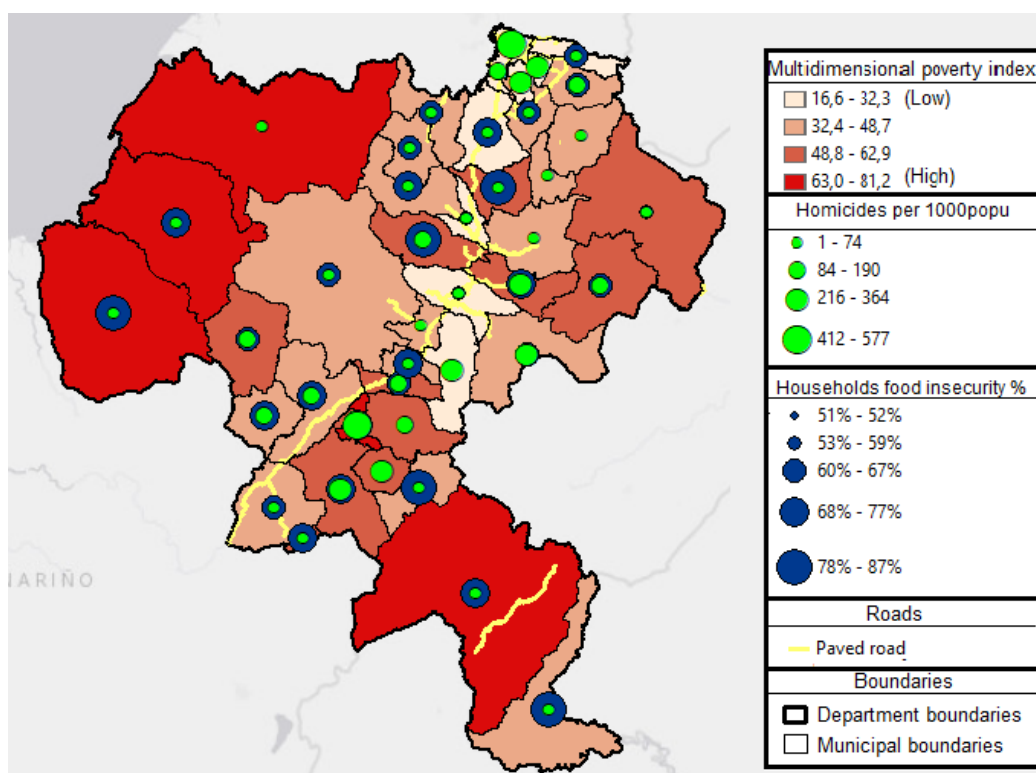 Multidimensional poverty index
16,6 - 32,3 (Low)
32,4 - 48,7
48,8 - 62,9
63,0 - 81,2 (High)
Homicides per 1000popu
1 - 74
84 - 190
216 - 364
412 - 577
Households food insecurity %
51% - 52%
53% - 59%
60% - 67%
68% - 77%
78% - 87%
Roads
Paved road
Boundaries
Department boundaries
Municipal boundaries
NARIÑO